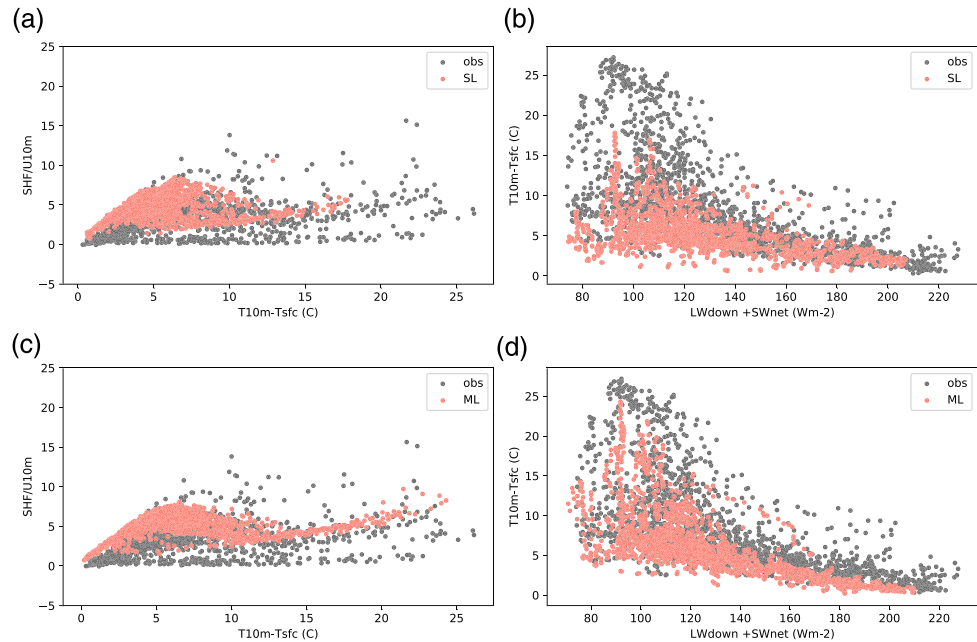 (a)
25
20
15
10
5
0
−5
SHF/U10m
0 5 10 15 20 25
T10m-Tsfc (C)
obs
SL
(b)
25
20
15
10
5
0
T10m-Tsfc (C)
80 100 120 140 160 180 200 220
LWdown +SWnet (Wm-2)
obs
SL
(c)
25
20
15
10
5
0
−5
SHF/U10m
0 5 10 15 20 25
T10m-Tsfc (C)
obs
ML
(d)
25
20
15
10
5
0
T10m-Tsfc (C)
80 100 120 140 160 180 200 220
LWdown +SWnet (Wm-2)
obs
ML